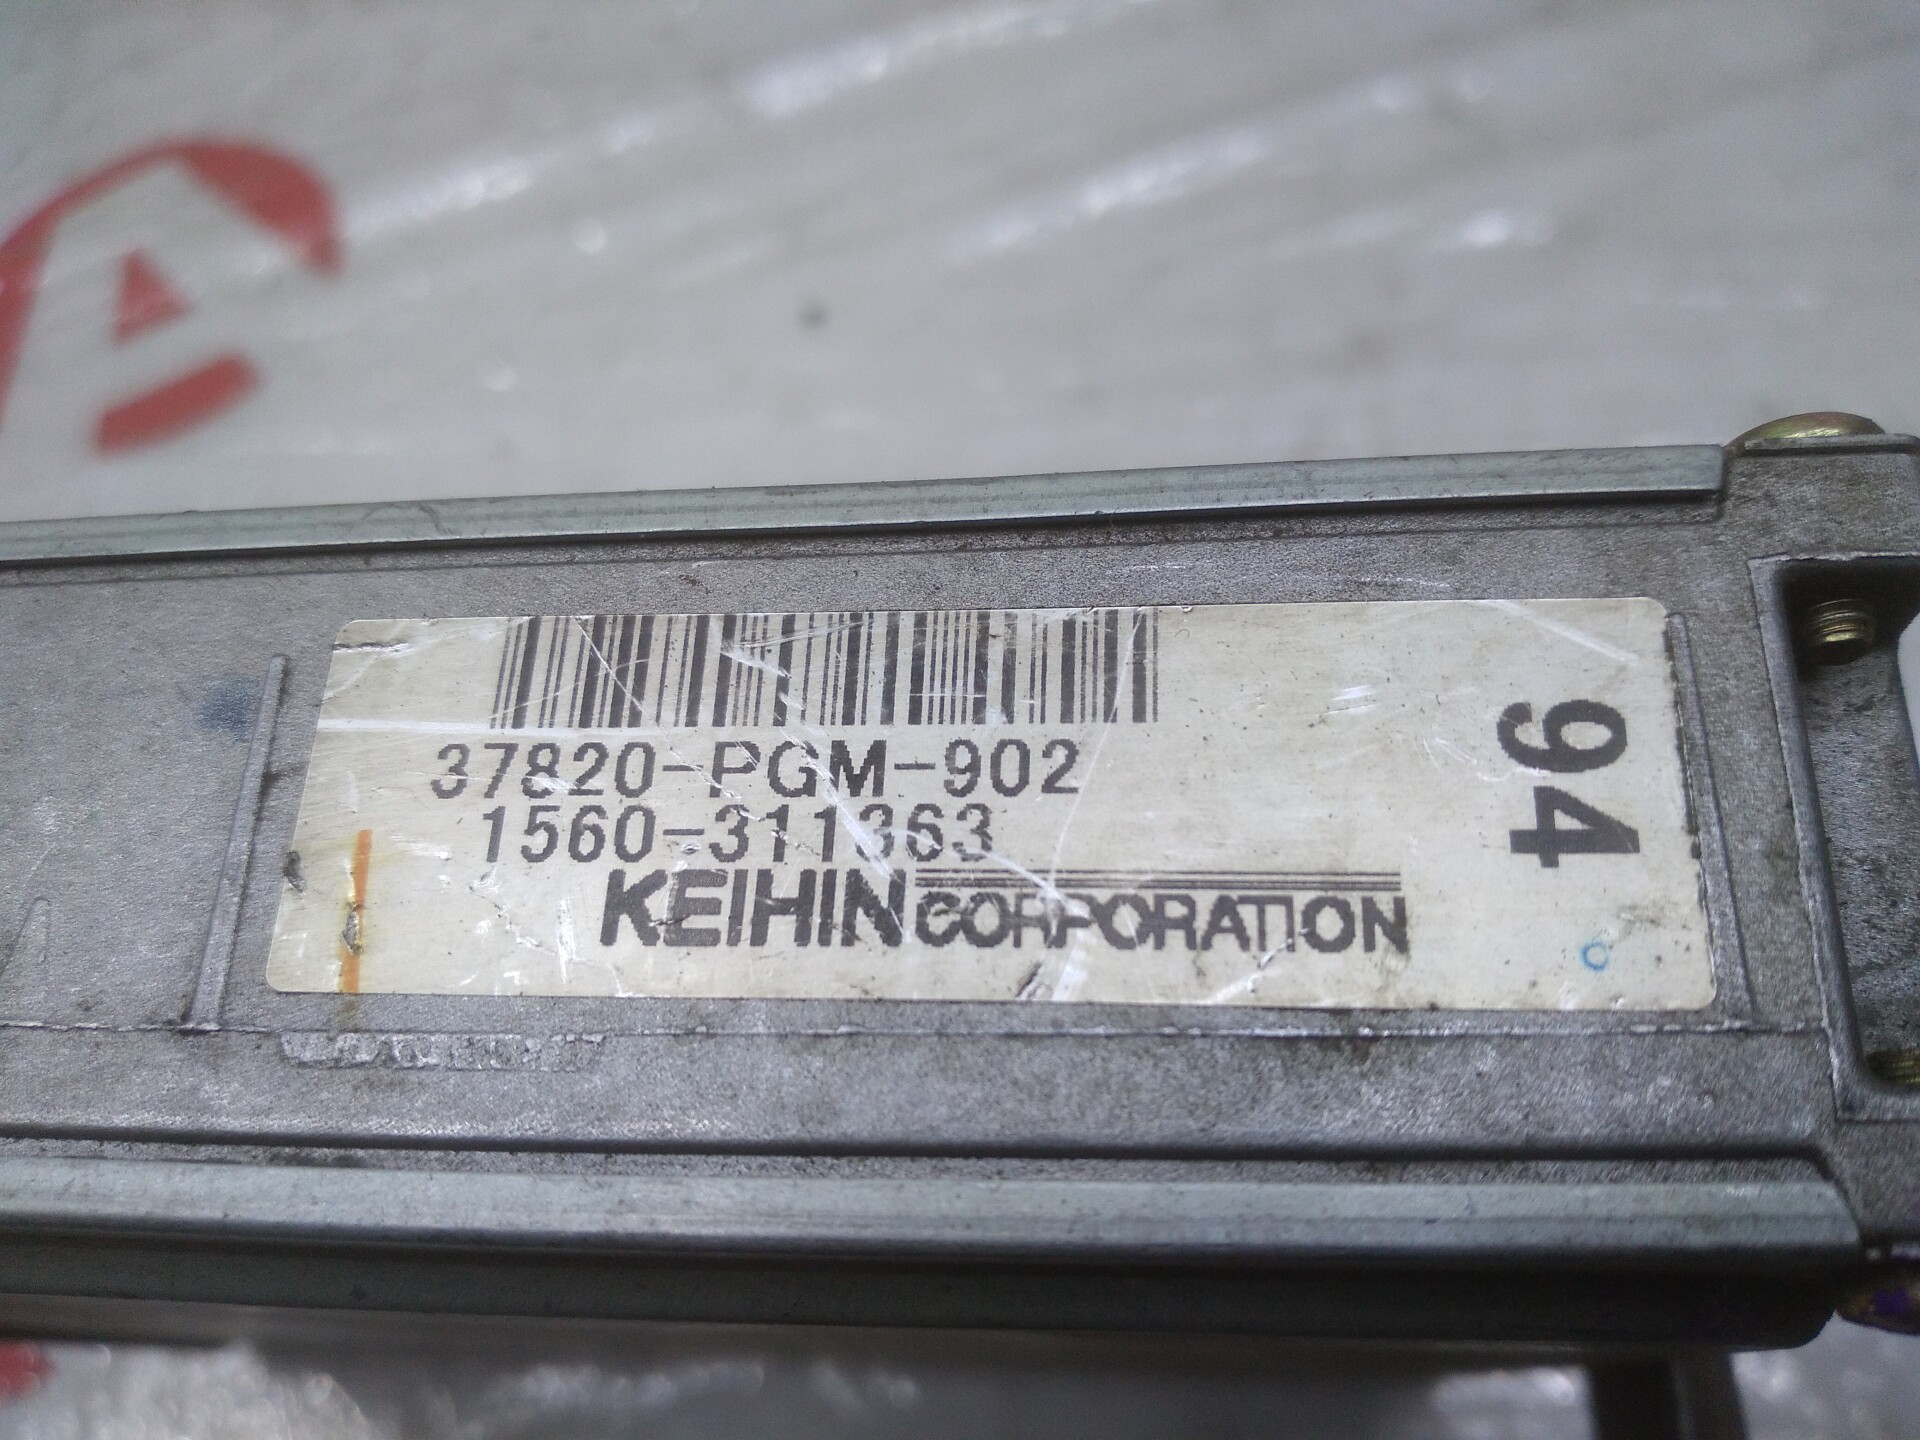 37820-PGM-902
1560-311363
KEIHIN CORPORATION
94
A